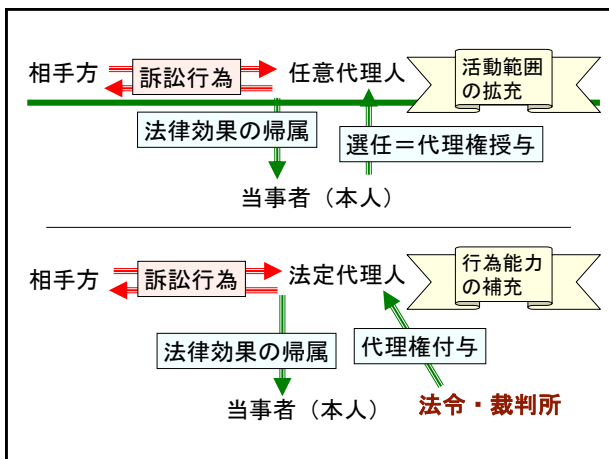 相手方
訴訟行為
任意代理人
活動範囲
の拡充
法律効果の帰属
選任＝代理権授与
当事者（本人）
相手方
訴訟行為
法定代理人
行為能力
の補充
法律効果の帰属
代理権付与
当事者（本人）
法令・裁判所